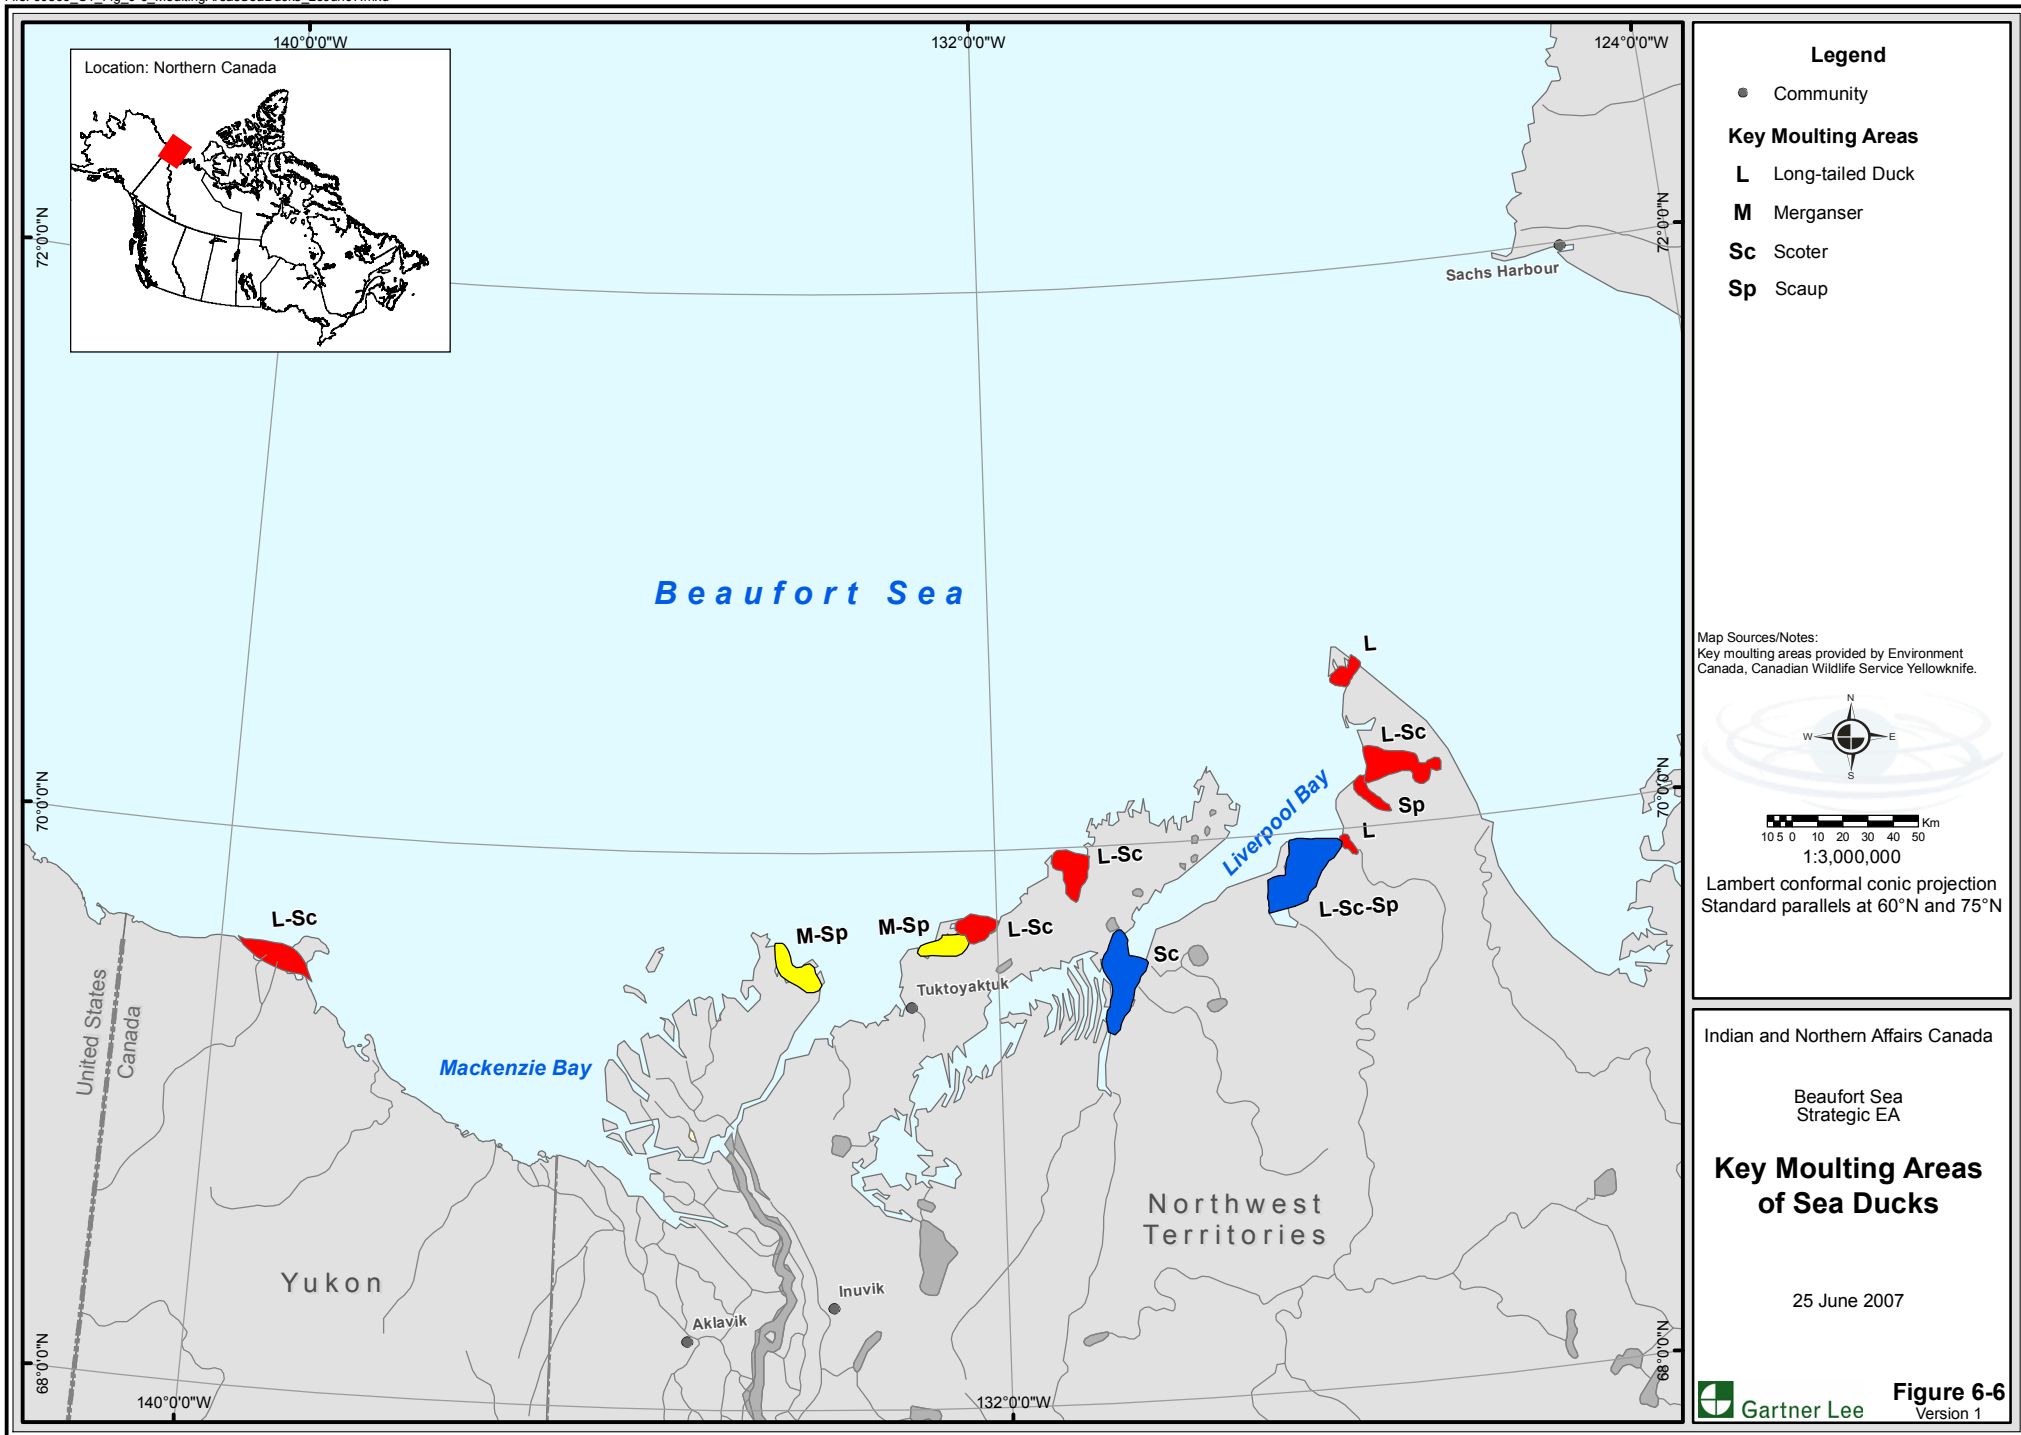 140°0'0"W
132°0'0"W
124°0'0"W
Location: Northern Canada
72°0'0"N
72°0'0"N
Sachs Harbour
Beaufort Sea
L
L-Sc
Sp
L
Liverpool Bay
L-Sc-Sp
70°0'0"N
70°0'0"N
L-Sc
L-Sc
M-Sp
M-Sp
L-Sc
Sc
Tuktoyaktuk
United States
Canada
Mackenzie Bay
Northwest
Territories
Yukon
Inuvik
Aklavik
68°0'0"N
68°0'0"N
140°0'0"W
132°0'0"W
Legend
Community
Key Moulting Areas
L Long-tailed Duck
M Merganser
Sc Scoter
Sp Scaup
Map Sources/Notes:
Key moulting areas provided by Environment
Canada, Canadian Wildlife Service Yellowknife.
N
W E
S
10 5 0 10 20 30 40 50 Km
1:3,000,000
Lambert conformal conic projection
Standard parallels at 60°N and 75°N
Indian and Northern Affairs Canada
Beaufort Sea
Strategic EA
Key Moulting Areas
of Sea Ducks
25 June 2007
Gartner Lee
Figure 6-6
Version 1